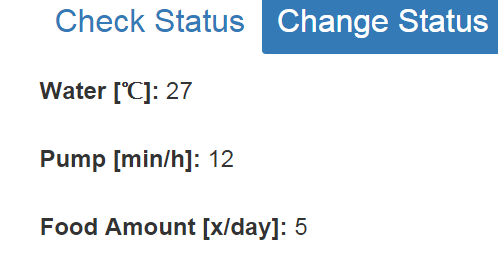 Check Status Change Status
Water [℃]: 27
Pump [min/h]: 12
Food Amount [x/day]: 5